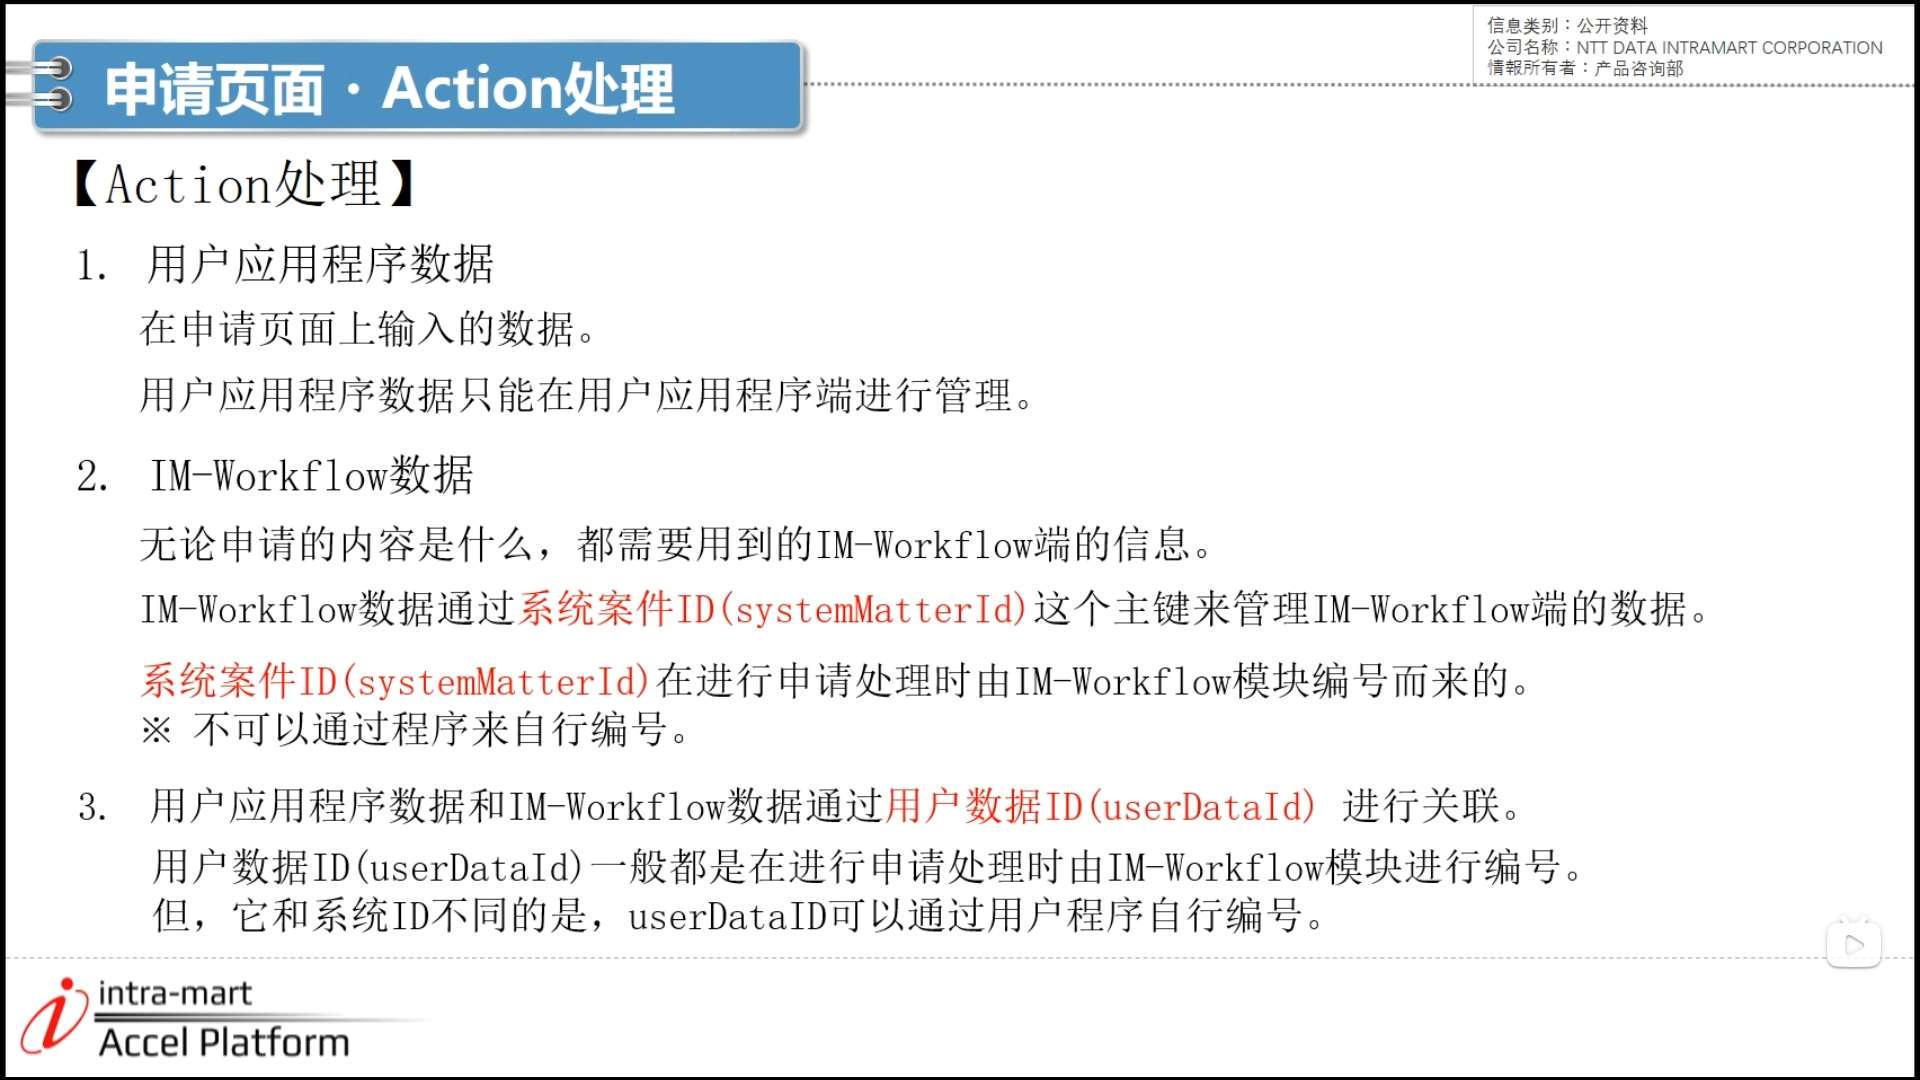 信息类别：公开资料
公司名称：NTT DATA INTRAMART CORPORATION
情報所有者：产品咨询部
申请页面・Action处理
【Action处理】
1. 用户应用程序数据
在申请页面上输入的数据。
用户应用程序数据只能在用户应用程序端进行管理。
2. IM-Workflow数据
无论申请的内容是什么，都需要用到的IM-Workflow端的信息。
IM-Workflow数据通过系统案件ID(systemMatterId)这个主键来管理IM-Workflow端的数据。
系统案件ID(systemMatterId)在进行申请处理时由IM-Workflow模块编号而来的。
※ 不可以通过程序来自行编号。
3. 用户应用程序数据和IM-Workflow数据通过用户数据ID(userDataId) 进行关联。
用户数据ID(userDataId)一般都是在进行申请处理时由IM-Workflow模块进行编号。
但，它和系统ID不同的是，userDataID可以通过用户程序自行编号。
intra-mart
Accel Platform